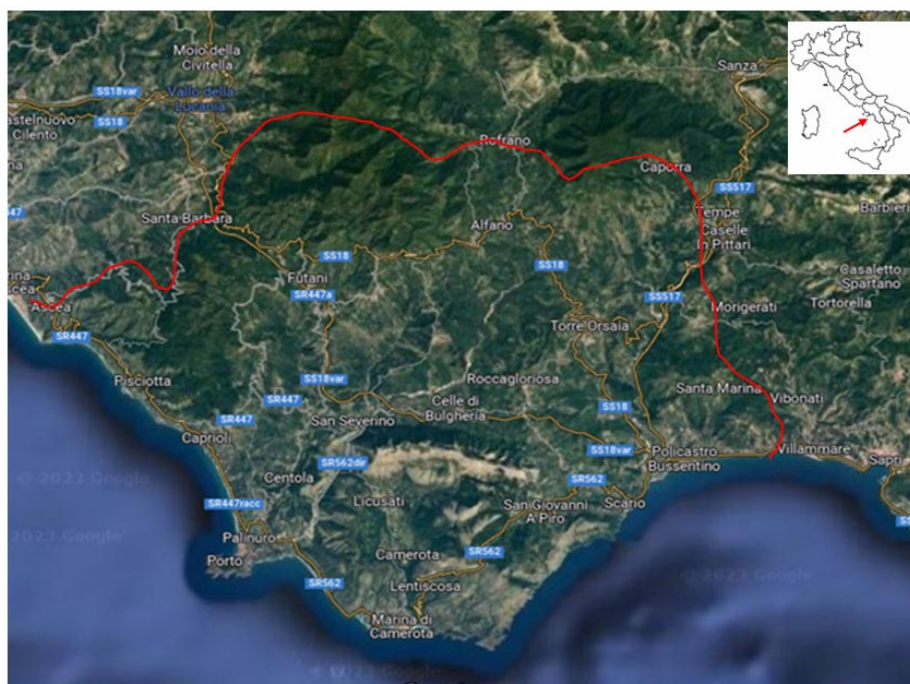 Moio della
Civitella
Sanza
SS18var
Vallo della
Lucania
SS18
Castelnuovo
Cilento
Rofrano
Caporra
SS517
Santa Barbara
Alfano
Tempe
Caselle
In Pittari
Barbieri
SS18
SS18
Futani
SR447a
Casaletto
Spartano
Ascea
SS517
Morigerati
Tortorella
SR447
Torre Orsaia
Pisciotta
SS18var
Roccagloriosa
Santa Marina
SR447
Vibonati
Celle di
Bulgheria
SS18
SR447
San Severino
Caprioli
SS18var
Policastro
Bussentino
Villammare
Sapri
SR562dir
Centola
SR562
Licusati
San Giovanni
A Piro
Scario
SR447racc
Palinuro
Porto
Camerota
SR562
SR562
Lentiscosa
Marina di
Camerota
2023 Google
© 2023 Google
2023 Google